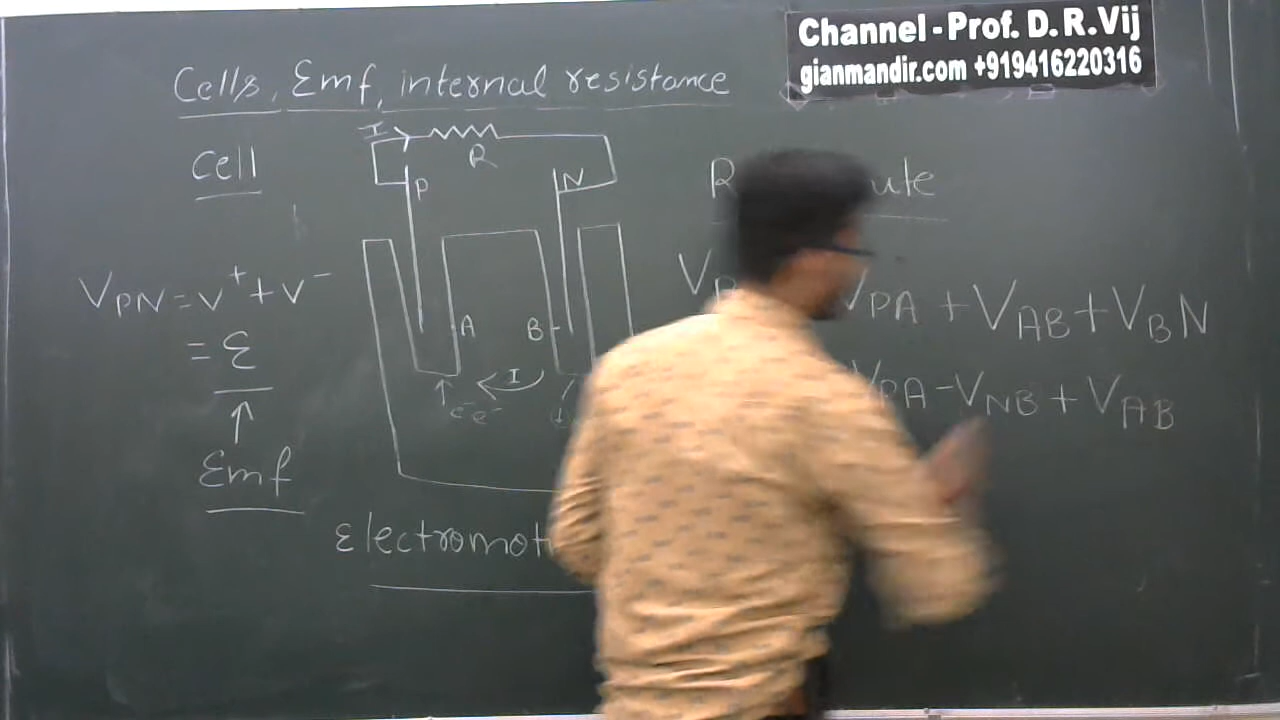 Channel - Prof. D. R. Vij
gianmandir.com +919416220316
Cells, Emf, internal resistance
Cell
I
R
P
N
R
VPN = V⁺ + V⁻
= ε
Emf
A
B
I
e⁻ e⁻
VPA + VAB + VBN
VPA - VNB + VAB